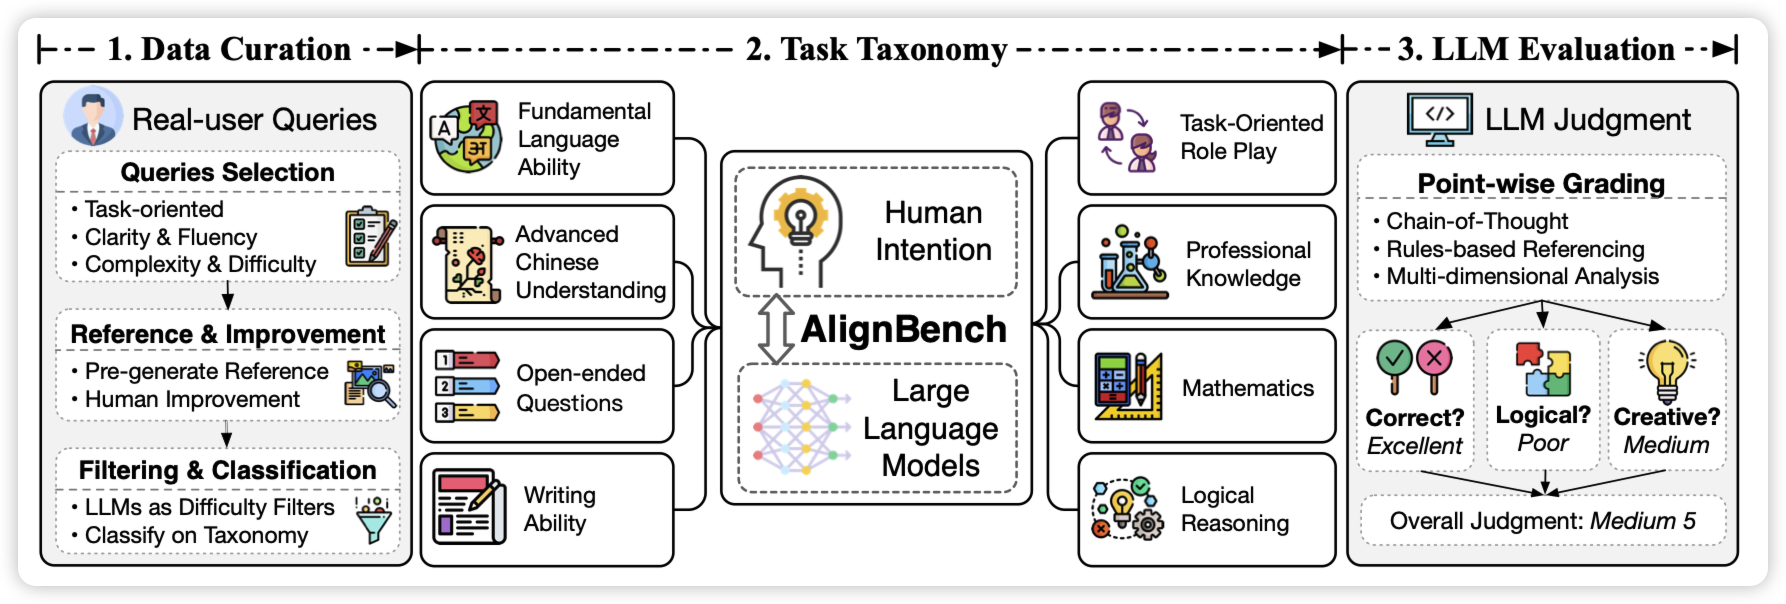 1. Data Curation
2. Task Taxonomy
3. LLM Evaluation
Real-user Queries
Queries Selection
• Task-oriented
• Clarity & Fluency
• Complexity & Difficulty
Reference & Improvement
• Pre-generate Reference
• Human Improvement
Filtering & Classification
• LLMs as Difficulty Filters
• Classify on Taxonomy
A
文
अ
Fundamental
Language
Ability
Advanced
Chinese
Understanding
1
2
3
Open-ended
Questions
Writing
Ability
Human
Intention
AlignBench
Large
Language
Models
Task-Oriented
Role Play
Professional
Knowledge
Mathematics
Logical
Reasoning
</>
LLM Judgment
Point-wise Grading
• Chain-of-Thought
• Rules-based Referencing
• Multi-dimensional Analysis
Correct?
Excellent
Logical?
Poor
Creative?
Medium
Overall Judgment: Medium 5